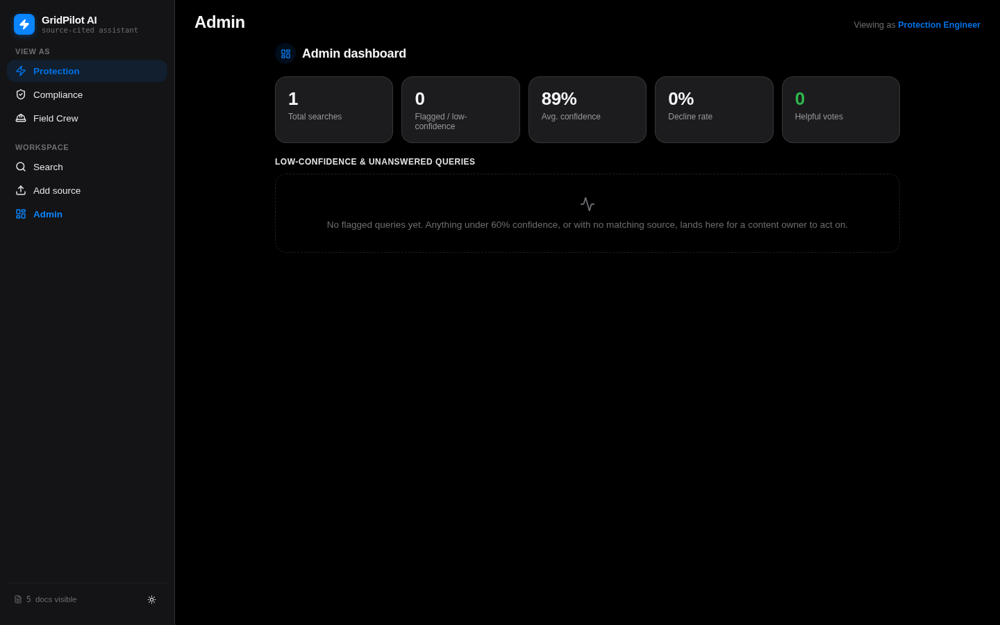 GridPilot AI
source-cited assistant
VIEW AS
Protection
Compliance
Field Crew
WORKSPACE
Search
Add source
Admin
5 docs visible
Admin
Viewing as Protection Engineer
Admin dashboard
1
Total searches
0
Flagged / low-
confidence
89%
Avg. confidence
0%
Decline rate
0
Helpful votes
LOW-CONFIDENCE & UNANSWERED QUERIES
No flagged queries yet. Anything under 60% confidence, or with no matching source, lands here for a content owner to act on.